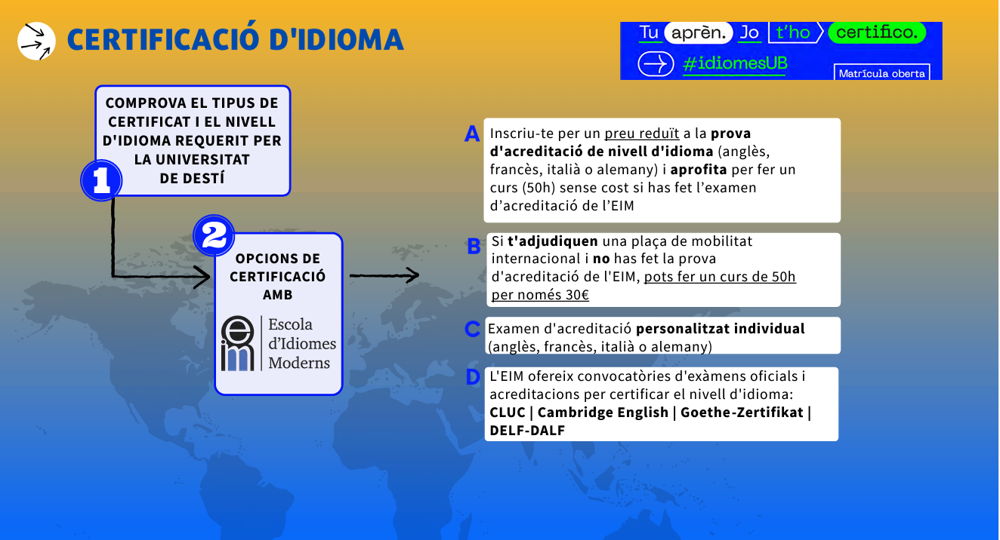 CERTIFICACIÓ D'IDIOMA
Tu aprèn. Jo t'ho certifico.
#idiomesUB
Matrícula oberta
COMPROVA EL TIPUS DE
CERTIFICAT I EL NIVELL
D'IDIOMA REQUERIT PER
LA UNIVERSITAT
DE DESTÍ
1
2
OPCIONS DE
CERTIFICACIÓ
AMB
eim
Escola
d'Idiomes
Moderns
A
Inscriu-te per un preu reduït a la prova
d'acreditació de nivell d'idioma (anglès,
francès, italià o alemany) i aprofita per fer un
curs (50h) sense cost si has fet l’examen
d’acreditació de l’EIM
B
Si t'adjudiquen una plaça de mobilitat
internacional i no has fet la prova
d'acreditació de l'EIM, pots fer un curs de 50h
per només 30€
C
Examen d'acreditació personalitzat individual
(anglès, francès, italià o alemany)
D
L'EIM ofereix convocatòries d'exàmens oficials i
acreditacions per certificar el nivell d'idioma:
CLUC | Cambridge English | Goethe-Zertifikat |
DELF-DALF